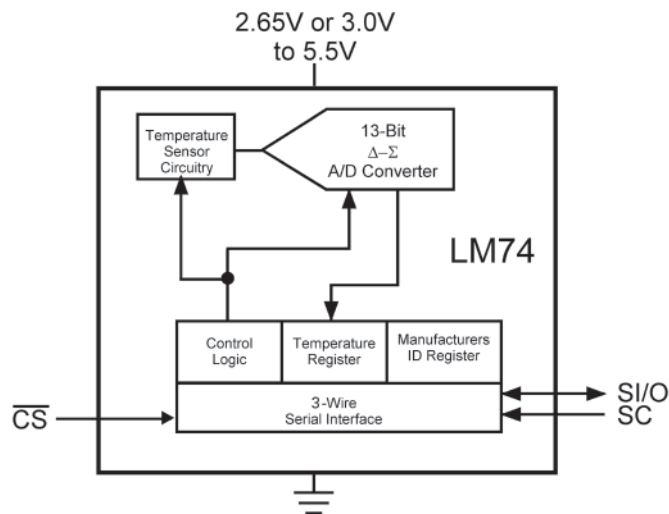 2.65V or 3.0V
to 5.5V
Temperature
Sensor
Circuitry
13-Bit
Δ–Σ
A/D Converter
LM74
Control
Logic
Temperature
Register
Manufacturers
ID Register
3-Wire
Serial Interface
C̅S̅
SI/O
SC